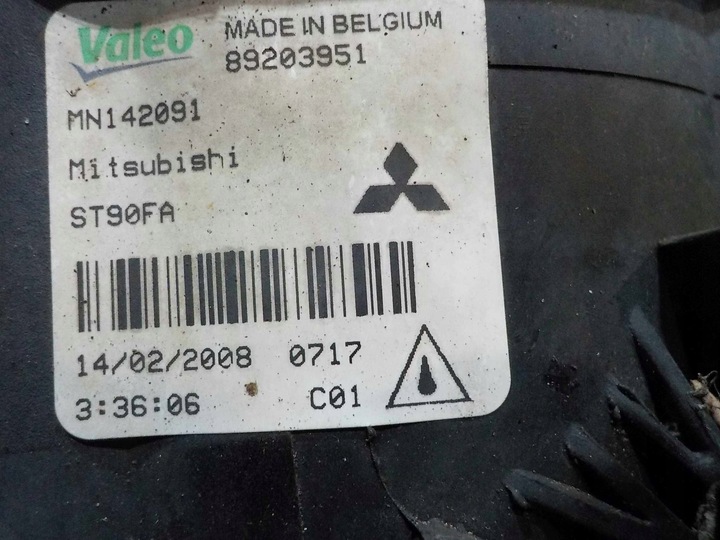 Valeo
MADE IN BELGIUM
89203951
MN142091
Mitsubishi
ST90FA
14/02/2008 0717
3:36:06 C01